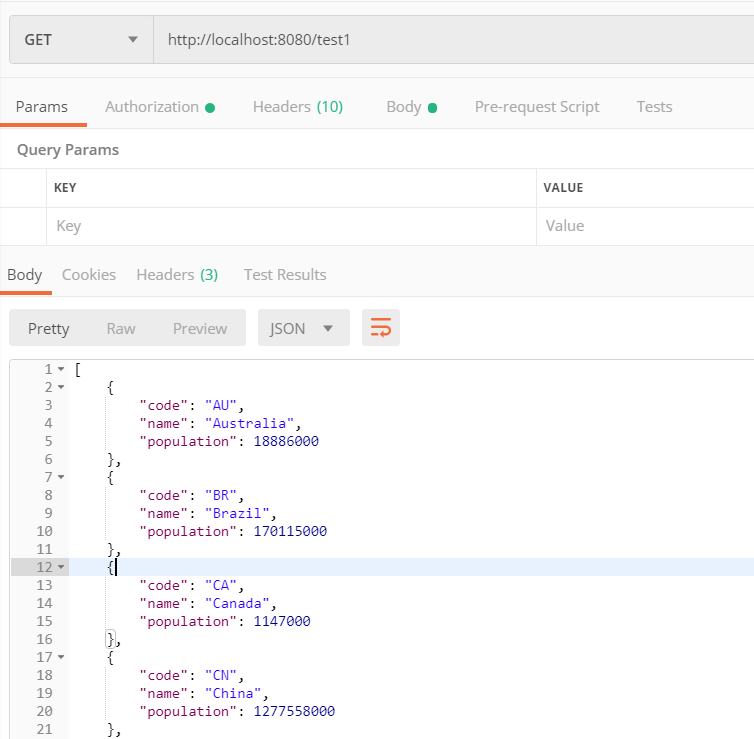 GET http://localhost:8080/test1
Params Authorization Headers (10) Body Pre-request Script Tests
Query Params
KEY VALUE
Key Value
Body Cookies Headers (3) Test Results
Pretty Raw Preview JSON
1 [
2 {
3 "code": "AU",
4 "name": "Australia",
5 "population": 18886000
6 },
7 {
8 "code": "BR",
9 "name": "Brazil",
10 "population": 170115000
11 },
12 {
13 "code": "CA",
14 "name": "Canada",
15 "population": 1147000
16 },
17 {
18 "code": "CN",
19 "name": "China",
20 "population": 1277558000
21 },